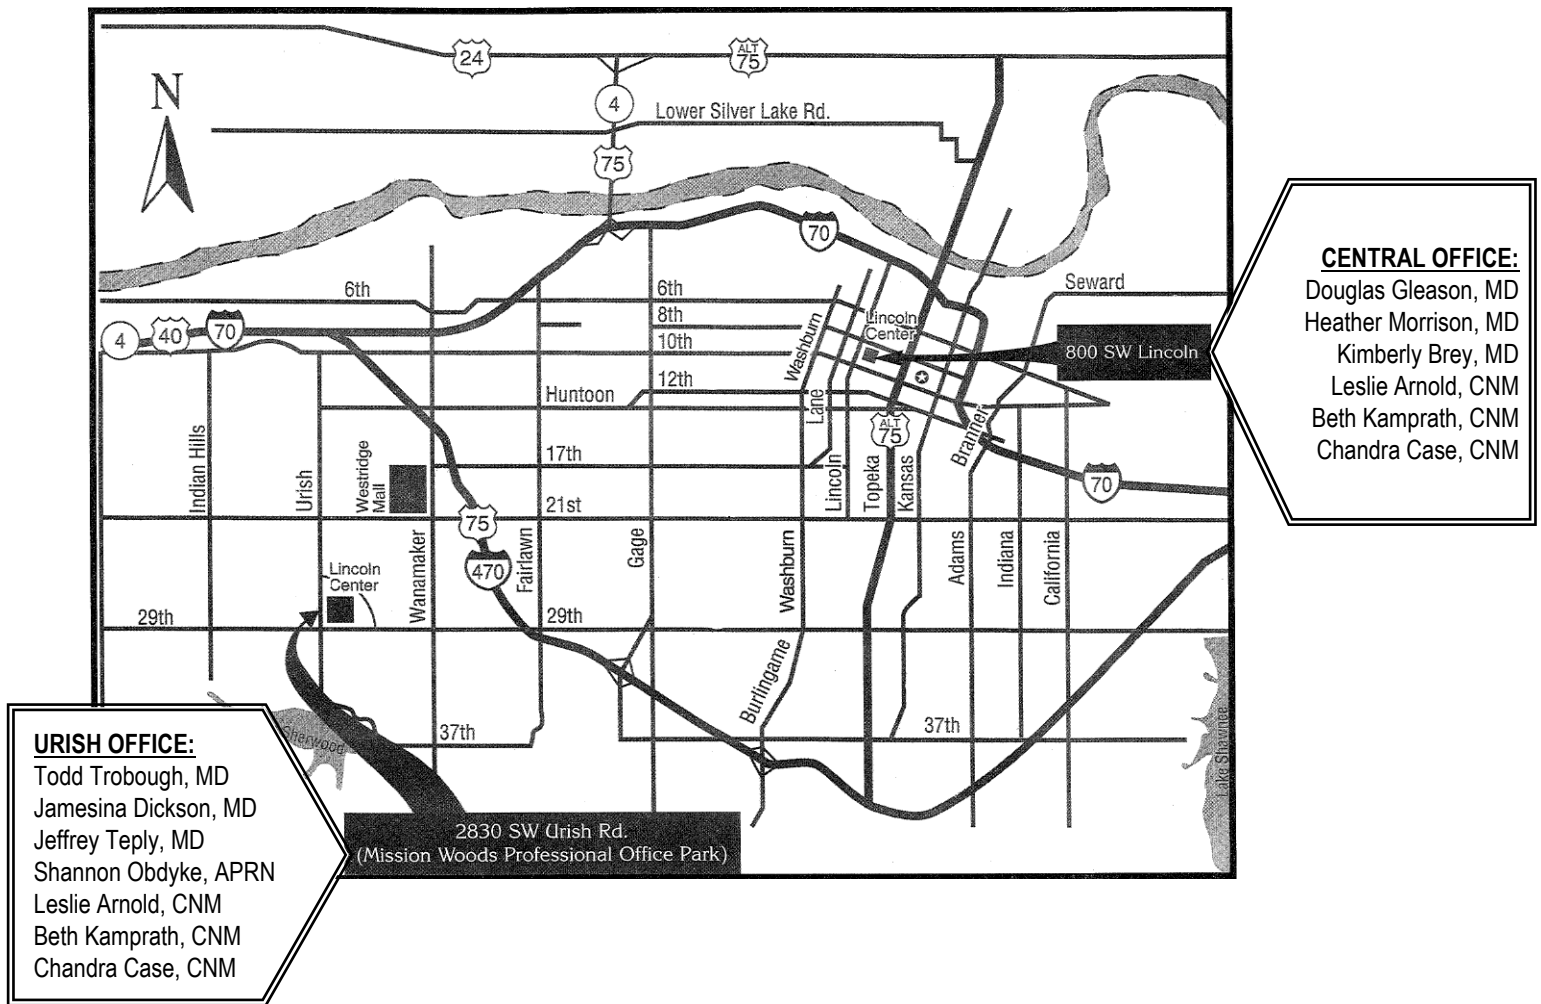 24
ALT
75
N
4
Lower Silver Lake Rd.
75
70
CENTRAL OFFICE:
Douglas Gleason, MD
Heather Morrison, MD
Kimberly Brey, MD
Leslie Arnold, CNM
Beth Kamprath, CNM
Chandra Case, CNM
Seward
6th
6th
8th
10th
12th
Lincoln
Center
800 SW Lincoln
4
40
70
Washburn
Lane
Huntoon
ALT
75
Branner
Indian Hills
Urish
Westridge
Mall
17th
Lincoln
Topeka
Kansas
70
75
21st
470
Wanamaker
Fairlawn
Gage
Washburn
Adams
Indiana
California
Lincoln
Center
29th
29th
Burlingame
37th
37th
Sherwood
Lake Shawnee
2830 SW Urish Rd.
(Mission Woods Professional Office Park)
URISH OFFICE:
Todd Trobough, MD
Jamesina Dickson, MD
Jeffrey Teply, MD
Shannon Obdyke, APRN
Leslie Arnold, CNM
Beth Kamprath, CNM
Chandra Case, CNM